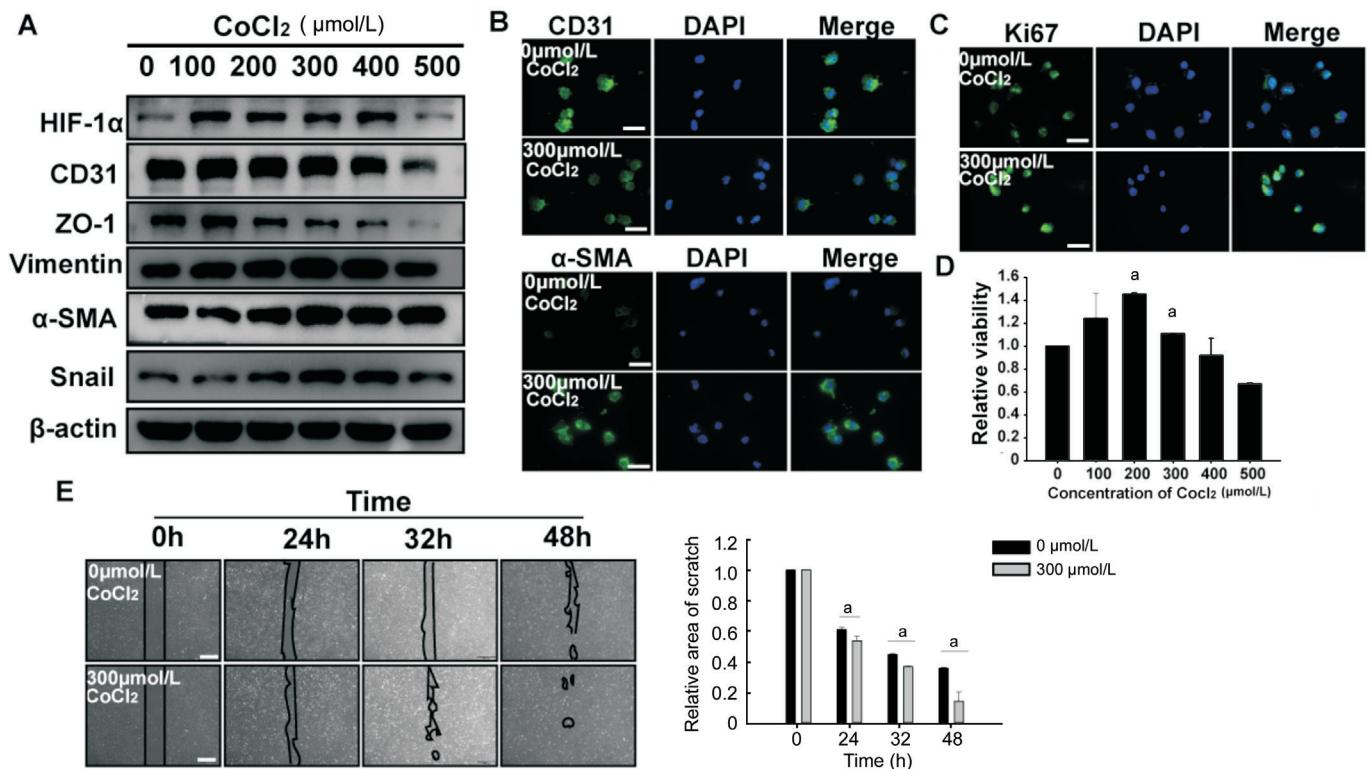 A
CoCl₂ ( µmol/L)
0 100 200 300 400 500
HIF-1α
CD31
ZO-1
Vimentin
α-SMA
Snail
β-actin
B
CD31 DAPI Merge
0µmol/L
CoCl₂
300µmol/L
CoCl₂
α-SMA DAPI Merge
0µmol/L
CoCl₂
300µmol/L
CoCl₂
C
Ki67 DAPI Merge
0µmol/L
CoCl₂
300µmol/L
CoCl₂
D
Relative viability
1.6
1.4
1.2
1.0
0.8
0.6
0.4
0.2
0
a
a
0 100 200 300 400 500
Concentration of Cocl₂ (µmol/L)
E
Time
0h 24h 32h 48h
0µmol/L
CoCl₂
300µmol/L
CoCl₂
Relative area of scratch
1.2
1.0
0.8
0.6
0.4
0.2
0
a
a
a
0 24 32 48
Time (h)
0 µmol/L
300 µmol/L